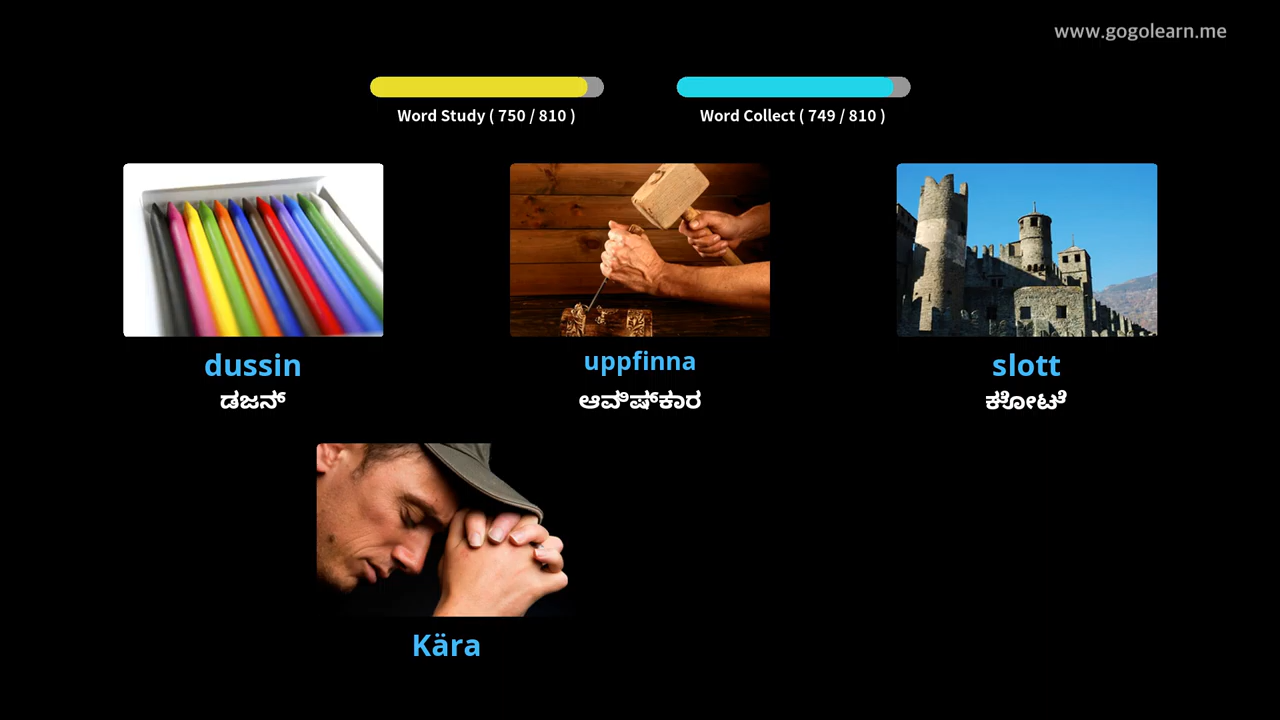 www.gogolearn.me
Word Study ( 750 / 810 )
Word Collect ( 749 / 810 )
dussin
uppfinna
slott
ಡಜನ್
ಆವಿಷ್ಕಾರ
ಕೋಟೆ
Kära